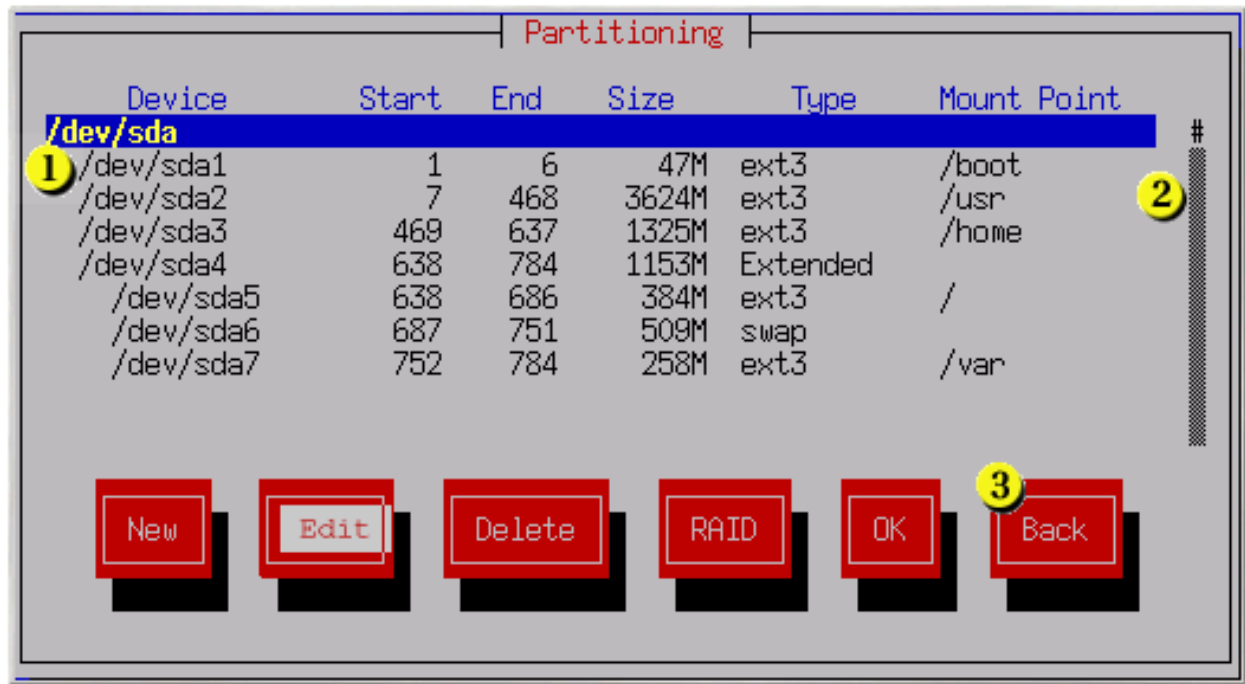 Partitioning
Device Start End Size Type Mount Point
/dev/sda #
1 /dev/sda1 1 6 47M ext3 /boot
/dev/sda2 7 468 3624M ext3 /usr 2
/dev/sda3 469 637 1325M ext3 /home
/dev/sda4 638 784 1153M Extended
/dev/sda5 638 686 384M ext3 /
/dev/sda6 687 751 509M swap
/dev/sda7 752 784 258M ext3 /var
3
New Edit Delete RAID OK Back